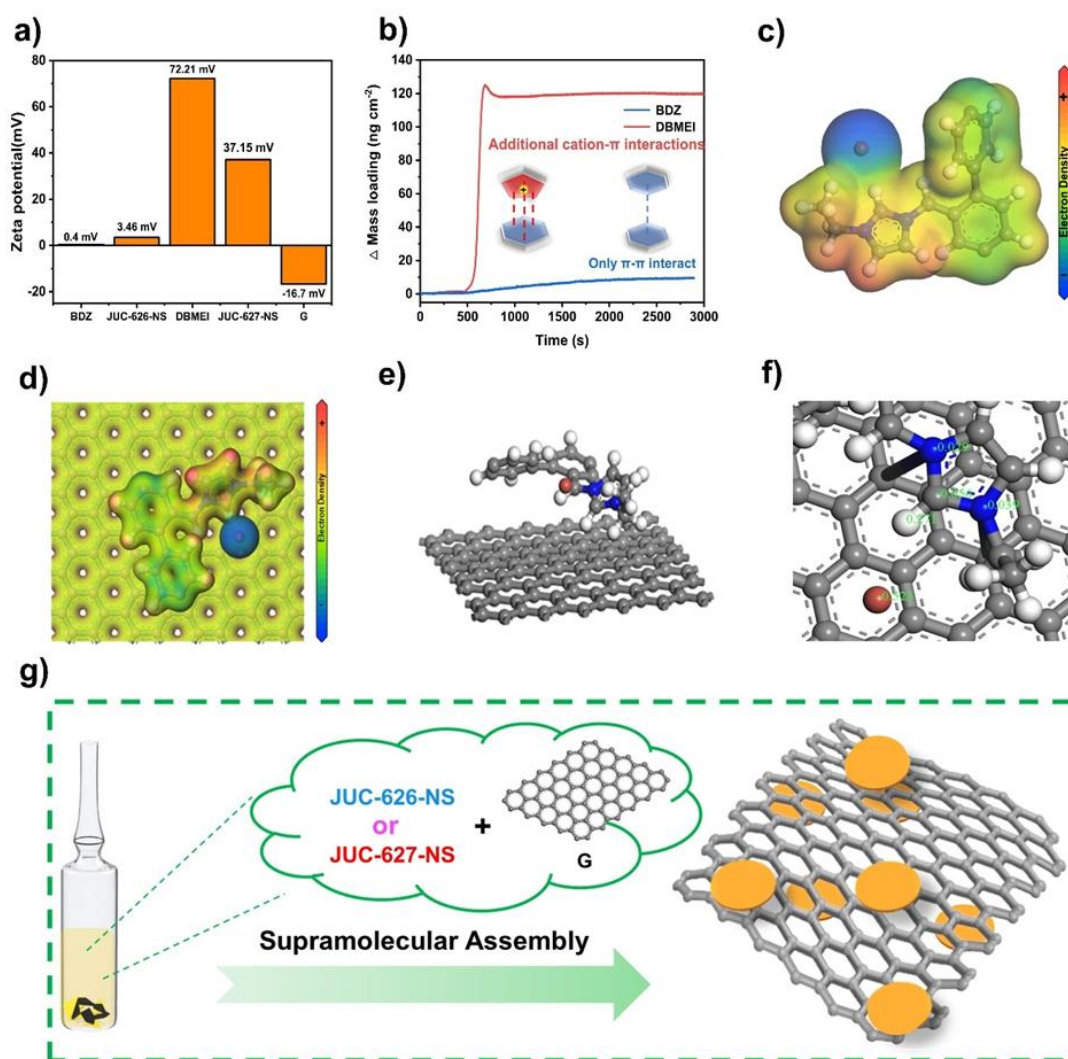 a)
Zeta potential(mV)
80
60
40
20
0
-20
0.4 mV
3.46 mV
72.21 mV
37.15 mV
-16.7 mV
BDZ
JUC-626-NS
DBMEI
JUC-627-NS
G
b)
△ Mass loading (ng cm⁻²)
140
120
100
80
60
40
20
0
BDZ
DBMEI
Additional cation-π interactions
+
Only π-π interact
0
500
1000
1500
2000
2500
3000
Time (s)
c)
+
Electron Density
-
d)
+
Electron Density
-
e)
f)
g)
JUC-626-NS
or
JUC-627-NS
+
G
Supramolecular Assembly